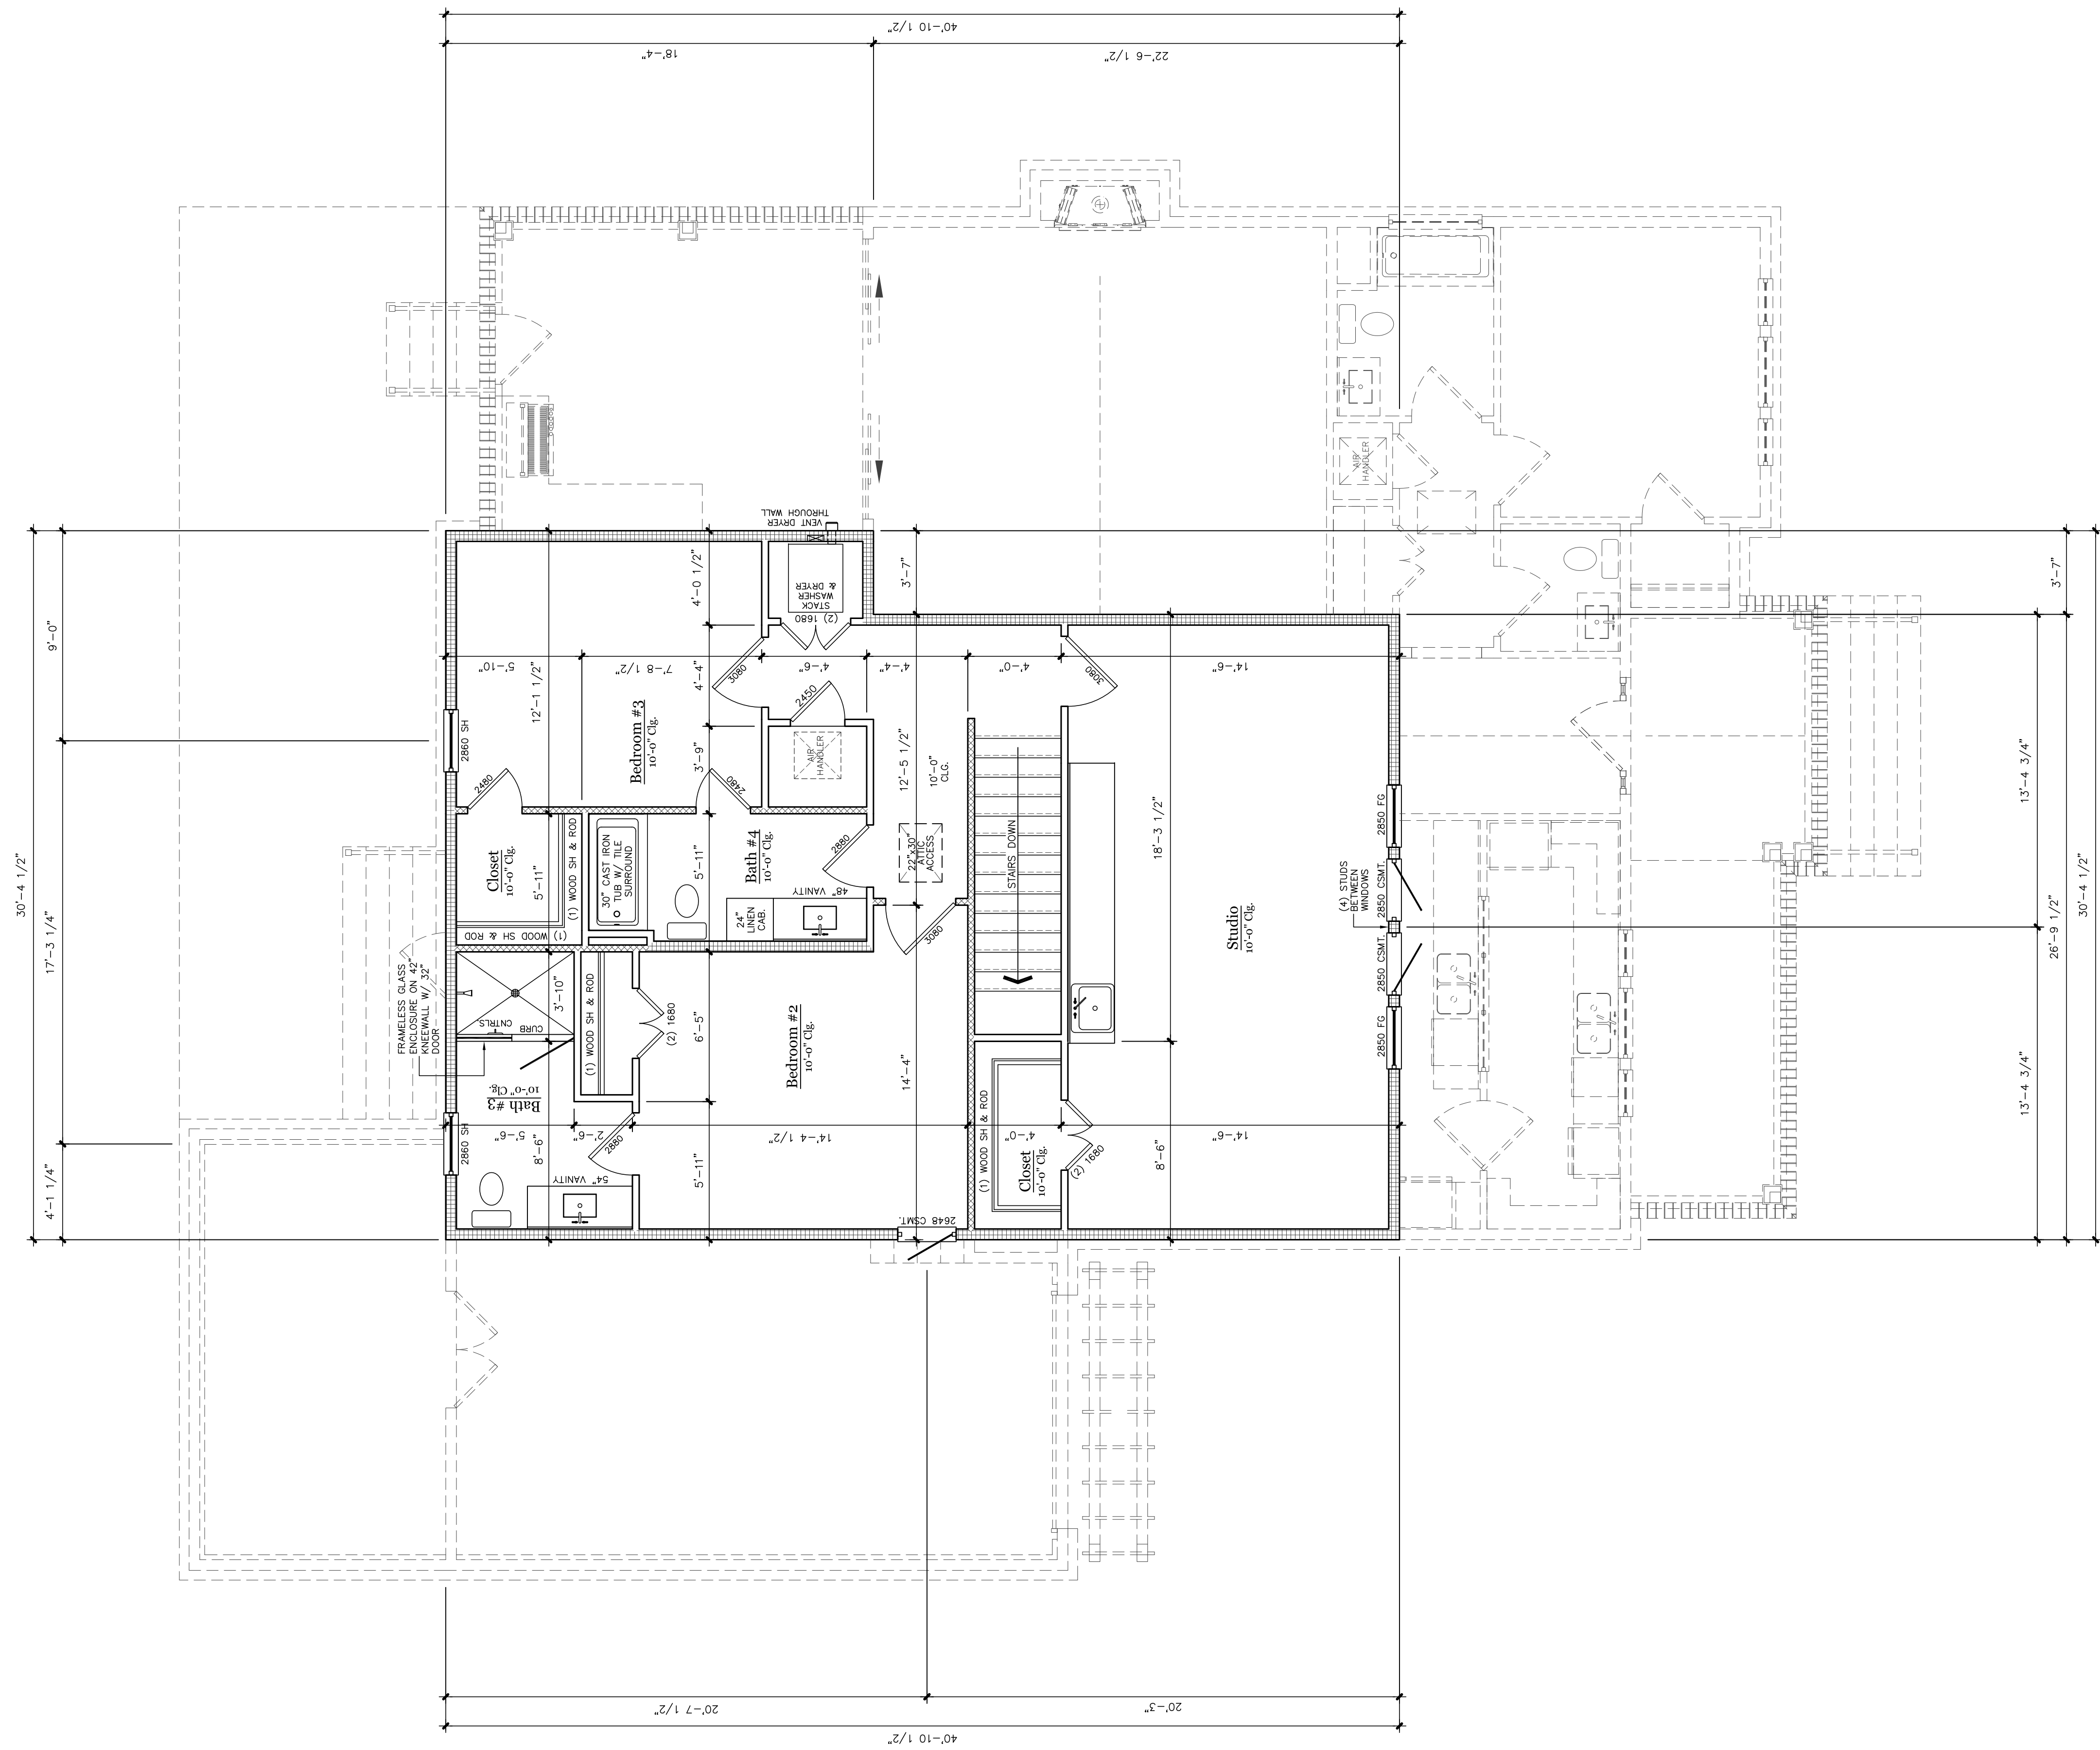 40'-10 1/2"
18'-4"
22'-6 1/2"
30'-4 1/2"
9'-0"
17'-3 1/4"
4'-1 1/4"
VENT DRYER
THROUGH WALL
STACK
WASHER
& DRYER
(2) 1680
4'-0 1/2"
3'-7"
12'-1 1/2"
5'-10"
7'-8 1/2"
4'-4"
4'-6"
4'-4"
4'-0"
14'-6"
3080
2450
3080
2860 SH
Bedroom #3
10'-0" Clg.
3'-9"
AIR
HANDLER
AIR
HANDLER
12'-5 1/2"
10'-0"
CLG.
2480
2480
Closet
10'-0" Clg.
5'-11"
(1) WOOD SH & ROD
(1) WOOD SH & ROD
30" CAST IRON
TUB W/ TILE
SURROUND
5'-11"
Bath #4
10'-0" Clg.
2880
48" VANITY
24"
LINEN
CAB.
22"x30"
ATTIC
ACCESS
3080
STAIRS DOWN
18'-3 1/2"
Studio
10'-0" Clg.
2850 FG
2850 CSMT.
2850 CSMT.
2850 FG
(4) STUDS
BETWEEN
WINDOWS
FRAMELESS GLASS
ENCLOSURE ON 42"
KNEEWALL W/ 32"
DOOR
CNTRLS.
CURB
3'-10"
(1) WOOD SH & ROD
(2) 1680
6'-5"
Bedroom #2
10'-0" Clg.
14'-4"
Bath #3
10'-0" Clg.
2860 SH
5'-6"
8'-6"
2'-6"
2880
54" VANITY
5'-11"
14'-4 1/2"
2648 CSMT.
(1) WOOD SH & ROD
4'-0"
Closet
10'-0" Clg.
(2) 1680
8'-6"
14'-6"
3'-7"
13'-4 3/4"
13'-4 3/4"
26'-9 1/2"
30'-4 1/2"
20'-7 1/2"
20'-3"
40'-10 1/2"